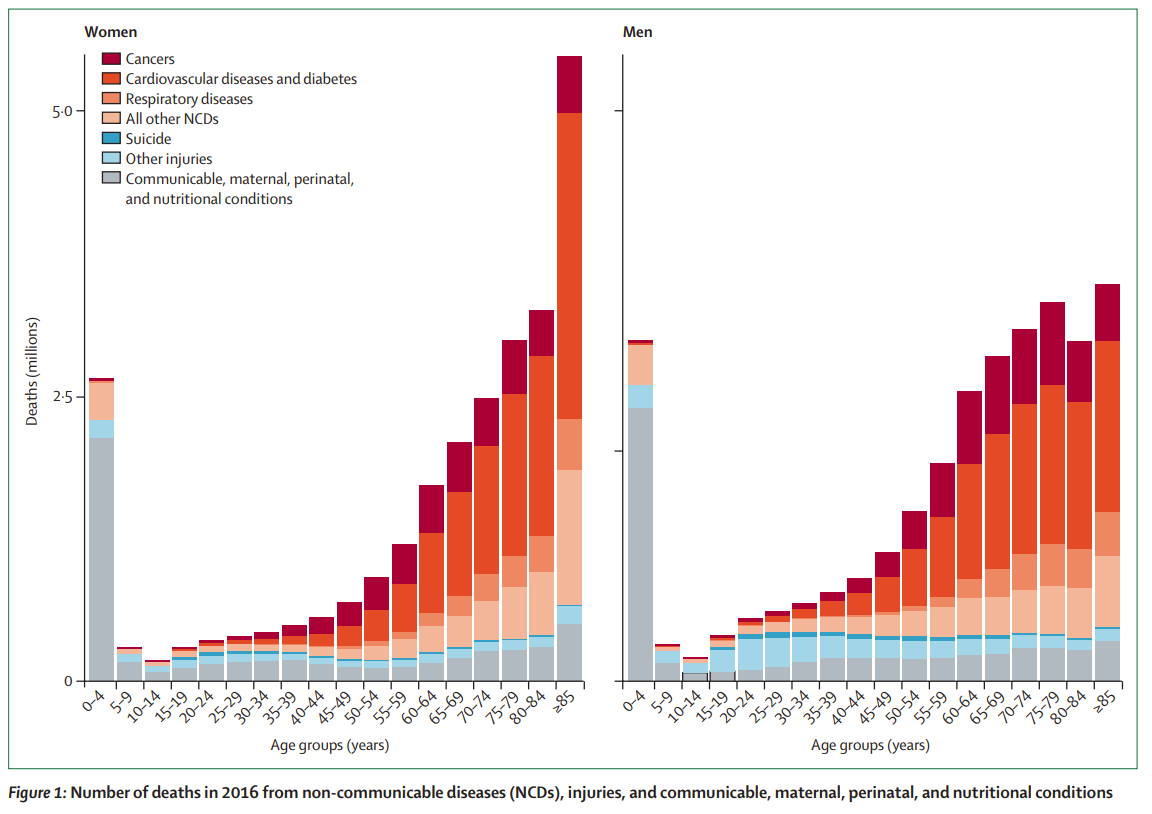 Women
Men
Cancers
Cardiovascular diseases and diabetes
Respiratory diseases
All other NCDs
Suicide
Other injuries
Communicable, maternal, perinatal,
and nutritional conditions
5·0
2·5
0
Deaths (millions)
0–4
5–9
10–14
15–19
20–24
25–29
30–34
35–39
40–44
45–49
50–54
55–59
60–64
65–69
70–74
75–79
80–84
≥85
Age groups (years)
0–4
5–9
10–14
15–19
20–24
25–29
30–34
35–39
40–44
45–49
50–54
55–59
60–64
65–69
70–74
75–79
80–84
≥85
Age groups (years)
Figure 1: Number of deaths in 2016 from non-communicable diseases (NCDs), injuries, and communicable, maternal, perinatal, and nutritional conditions